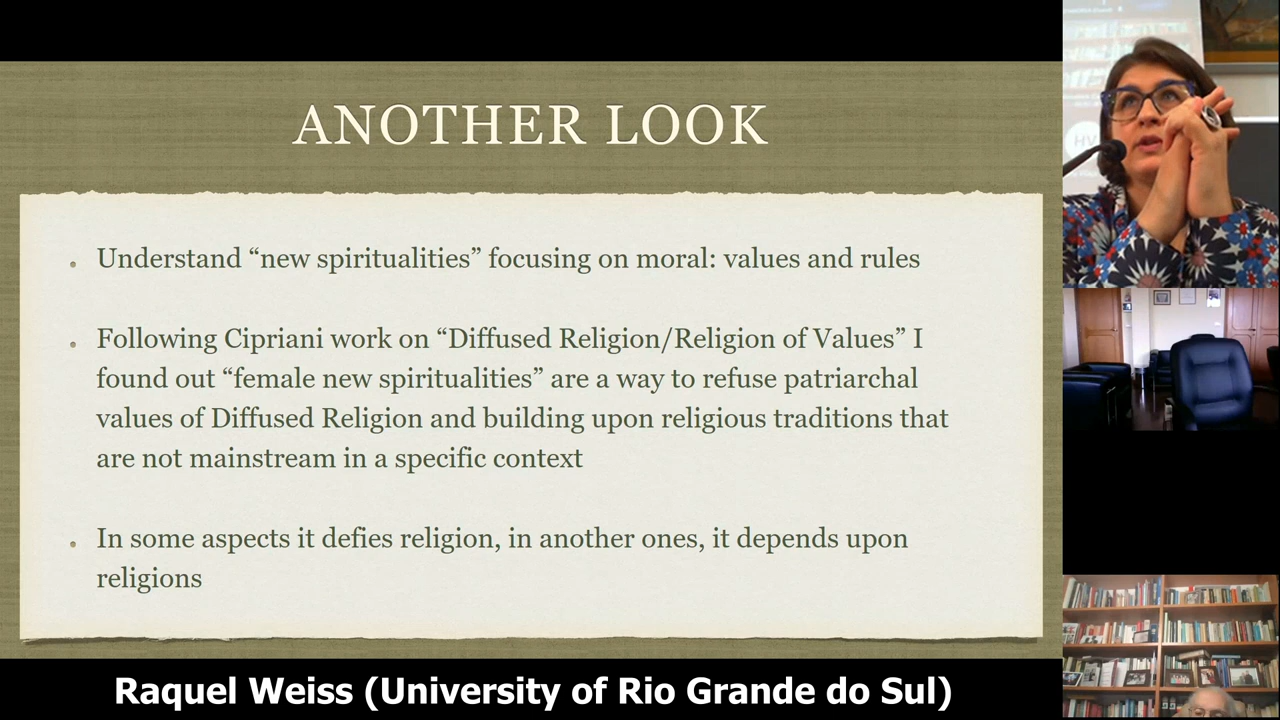 ANOTHER LOOK
Understand “new spiritualities” focusing on moral: values and rules
Following Cipriani work on “Diffused Religion/Religion of Values” I
found out “female new spiritualities” are a way to refuse patriarchal
values of Diffused Religion and building upon religious traditions that
are not mainstream in a specific context
In some aspects it defies religion, in another ones, it depends upon
religions
HV
Raquel Weiss (University of Rio Grande do Sul)